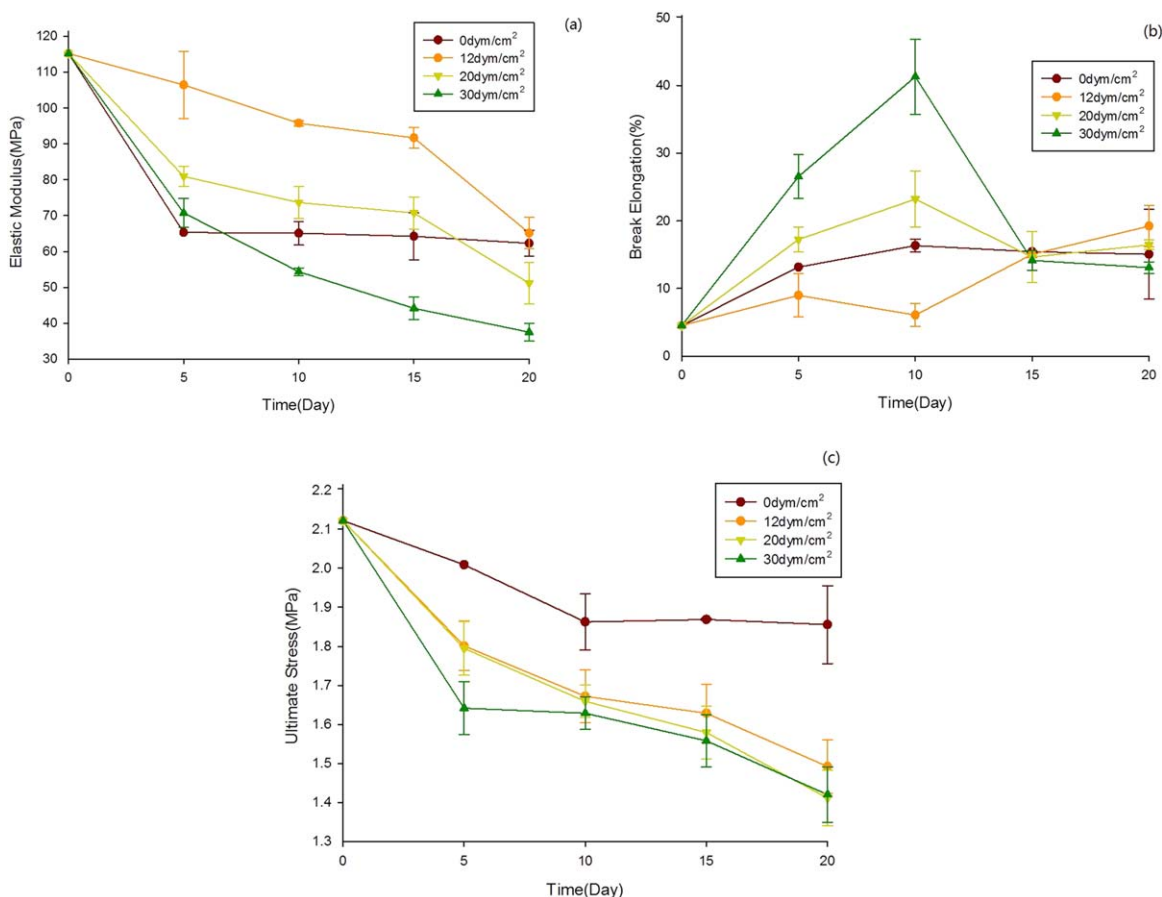 (a)
0dym/cm²
12dym/cm²
20dym/cm²
30dym/cm²
120
110
100
90
80
70
60
50
40
30
Elastic Modulus(MPa)
0 5 10 15 20
Time(Day)
(b)
0dym/cm²
12dym/cm²
20dym/cm²
30dym/cm²
50
40
30
20
10
0
Break Elongation(%)
0 5 10 15 20
Time(Day)
(c)
0dym/cm²
12dym/cm²
20dym/cm²
30dym/cm²
2.2
2.1
2.0
1.9
1.8
1.7
1.6
1.5
1.4
1.3
Ultimate Stress(MPa)
0 5 10 15 20
Time(Day)